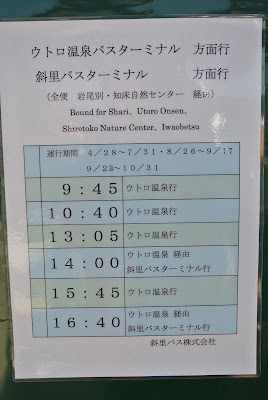 ウトロ温泉バスターミナル　方面行
斜里バスターミナル　方面行
（全便　岩尾別・知床自然センター　経由）
Bound for Shari、Utoro Onsen、
Shiretoko Nature Center、Iwaobetsu
運行期間　4／28～7／31・8／26～9／17
9／23～10／31
9：45 ウトロ温泉行
10：40 ウトロ温泉行
13：05 ウトロ温泉行
14：00 ウトロ温泉 経由
斜里バスターミナル行
15：45 ウトロ温泉行
16：40 ウトロ温泉 経由
斜里バスターミナル行
斜里バス株式会社